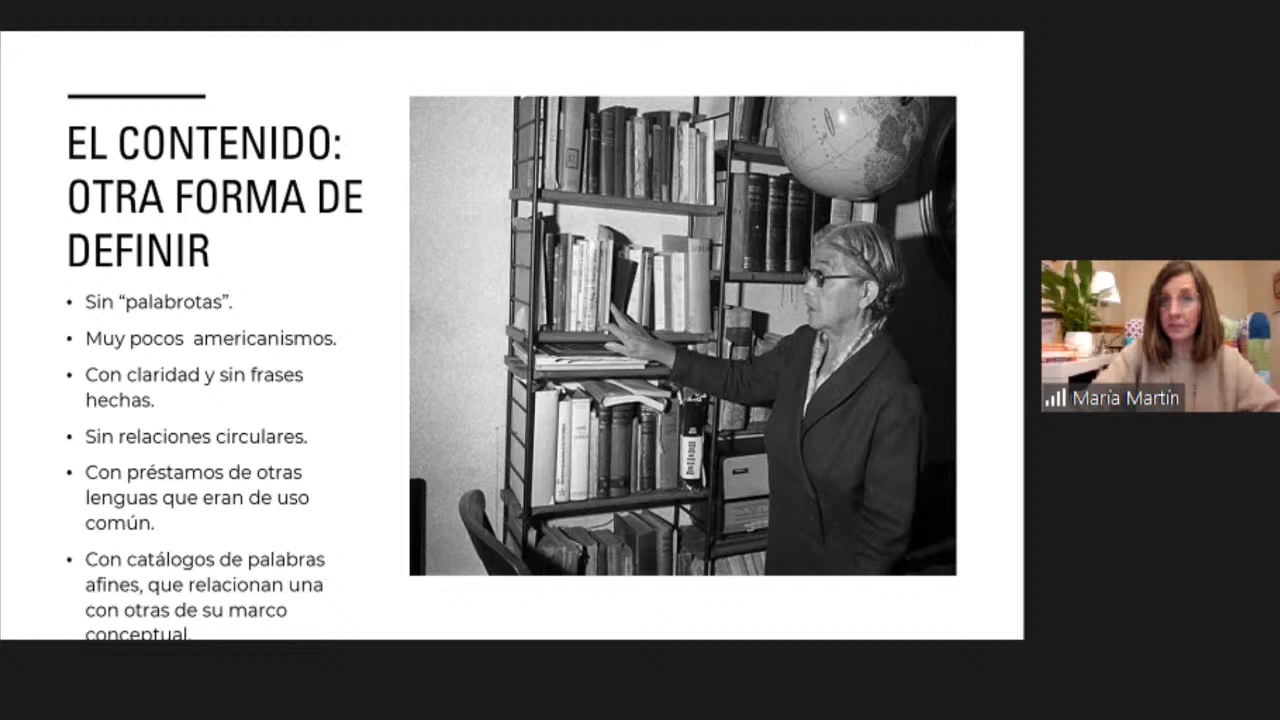 EL CONTENIDO:
OTRA FORMA DE
DEFINIR
• Sin “palabrotas”.
• Muy pocos americanismos.
• Con claridad y sin frases
hechas.
• Sin relaciones circulares.
• Con préstamos de otras
lenguas que eran de uso
común.
• Con catálogos de palabras
afines, que relacionan una
con otras de su marco
conceptual.
María Martín